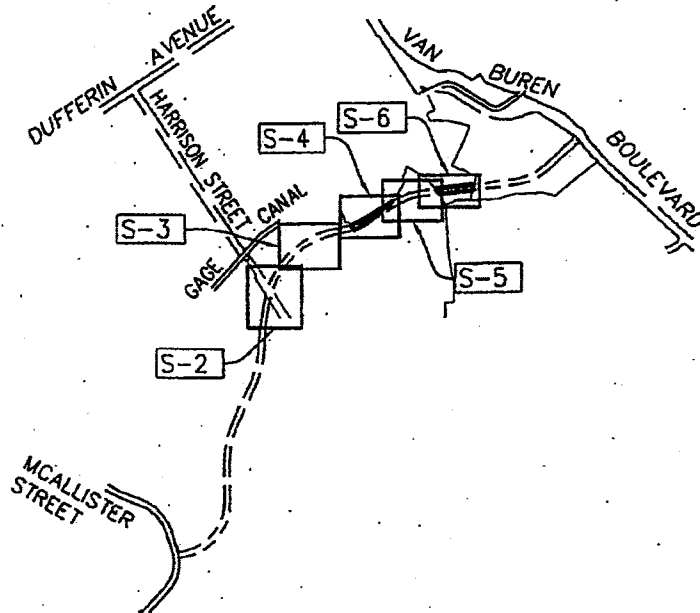 DUFFERIN AVENUE
VAN BUREN BOULEVARD
HARRISON STREET
S-6
S-4
S-3
GAGE CANAL
S-5
S-2
MCALLISTER
STREET